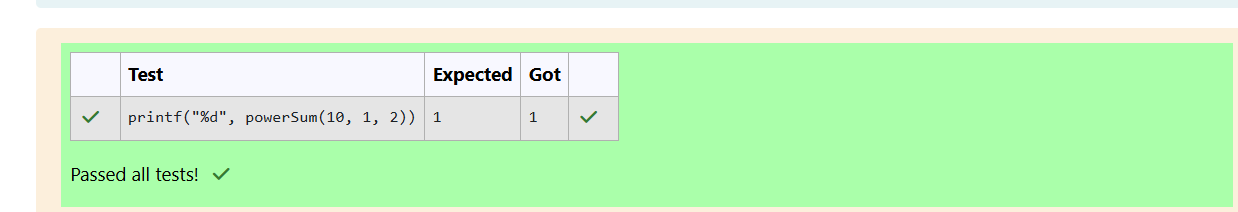 Test Expected Got
printf("%d", powerSum(10, 1, 2)) 1 1
Passed all tests!